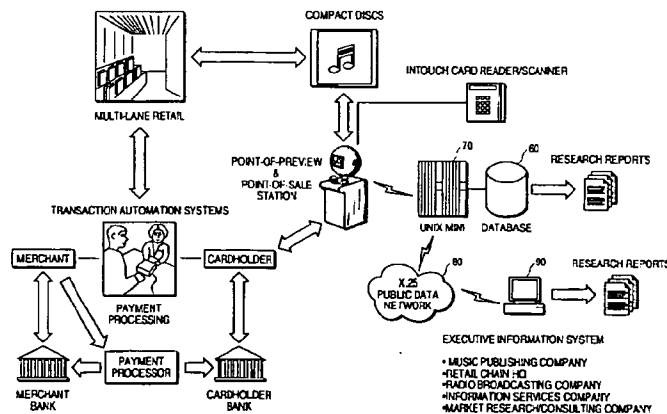 COMPACT DISCS
INTOUCH CARD READER/SCANNER
MULTI-LANE RETAIL
POINT-OF-PREVIEW
&
POINT-OF-SALE
STATION
70
60
RESEARCH REPORTS
UNIX MINI
DATABASE
TRANSACTION AUTOMATION SYSTEMS
MERCHANT
CARDHOLDER
PAYMENT
PROCESSING
80
X.25
PUBLIC DATA
NETWORK
90
RESEARCH REPORTS
PAYMENT
PROCESSOR
MERCHANT
BANK
CARDHOLDER
BANK
EXECUTIVE INFORMATION SYSTEM
• MUSIC PUBLISHING COMPANY
•RETAIL CHAIN HQ
•RADIO BROADCASTING COMPANY
•INFORMATION SERVICES COMPANY
•MARKET RESEARCH/CONSULTING COMPANY